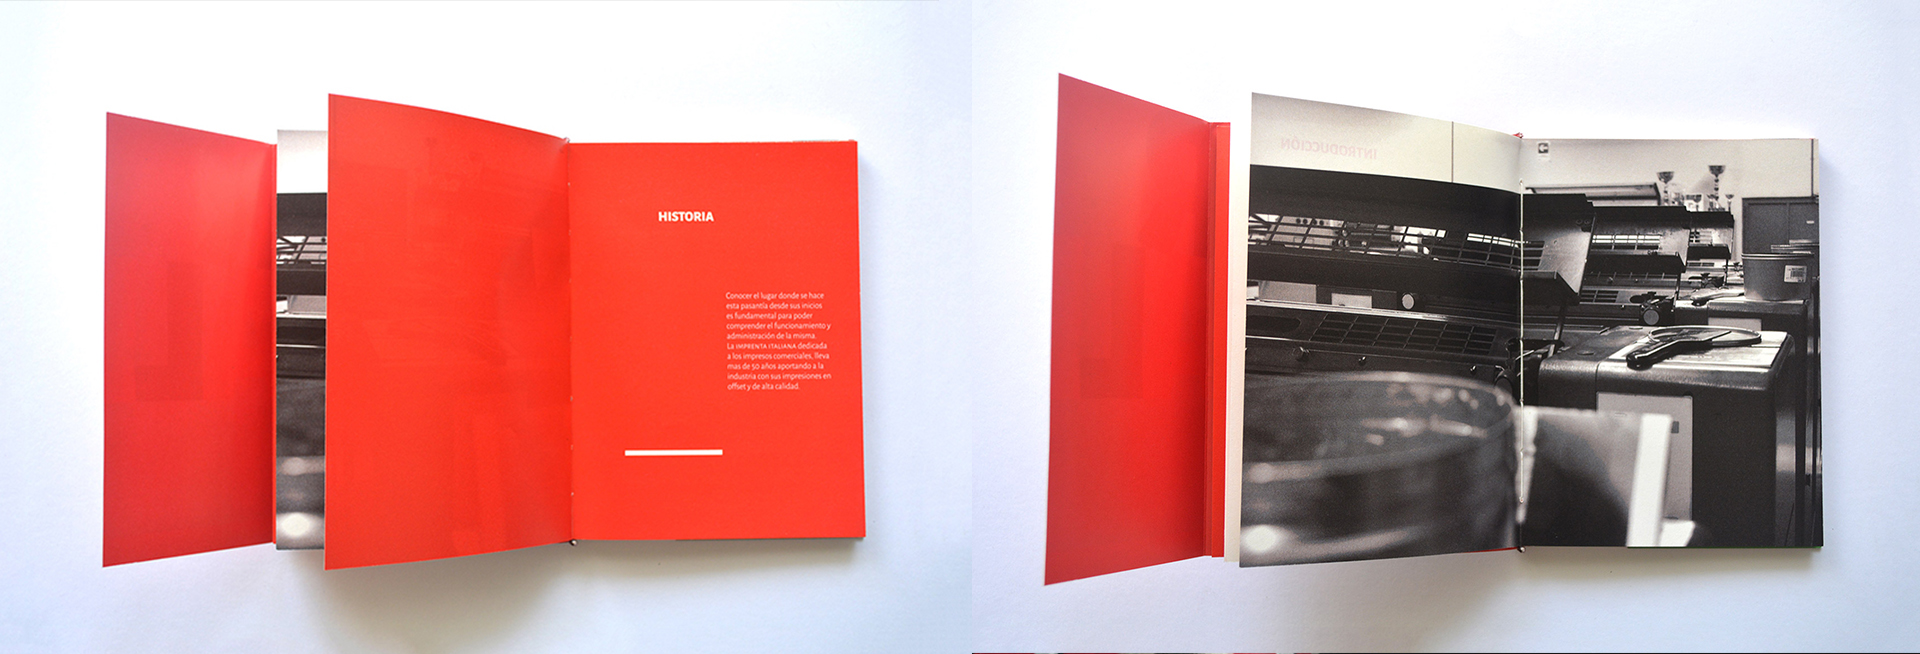 HISTORIA
Conocer el lugar donde se hace
esta pasantía desde sus inicios
es fundamental para poder
comprender el funcionamiento y
administración de la misma.
La IMPRENTA ITALIANA dedicada
a los impresos comerciales, lleva
mas de 50 años aportando a la
industria con sus impresiones en
offset y de alta calidad.
INTRODUCCIÓN